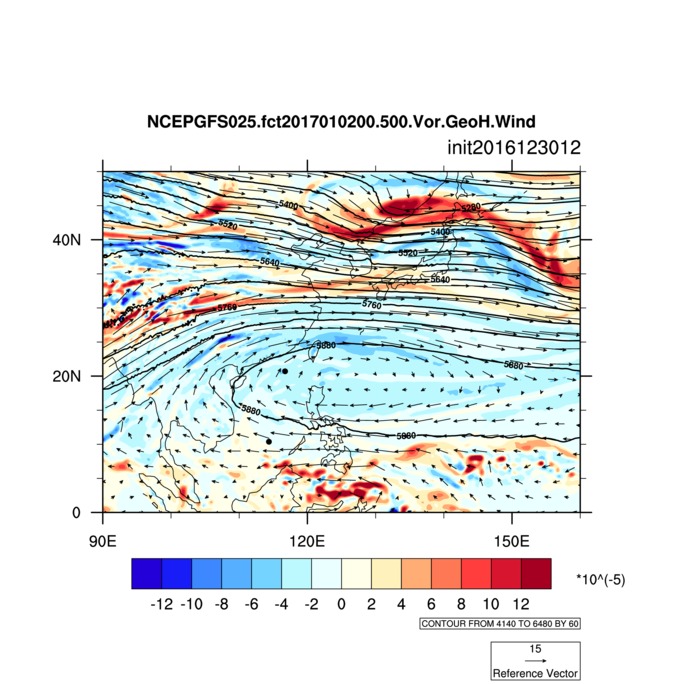 NCEPGFS025.fct2017010200.500.Vor.GeoH.Wind
init2016123012
5400
5280
5520
40N
5400
5520
5640
5640
5760
5760
5880
5880
20N
5880
5880
0
90E 120E 150E
-12 -10 -8 -6 -4 -2 0 2 4 6 8 10 12
*10^(-5)
CONTOUR FROM 4140 TO 6480 BY 60
15
Reference Vector